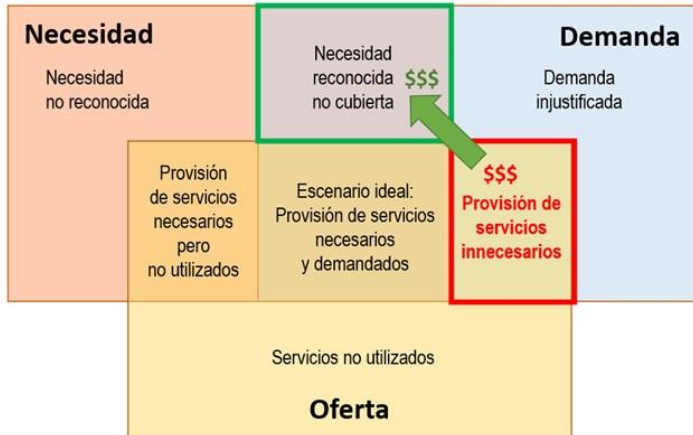 Necesidad
Necesidad
no reconocida
Necesidad
reconocida
no cubierta
$$$
Demanda
Demanda
injustificada
Provisión
de servicios
necesarios
pero
no utilizados
Escenario ideal:
Provisión de servicios
necesarios
y demandados
$$$
Provisión de
servicios
innecesarios
Servicios no utilizados
Oferta